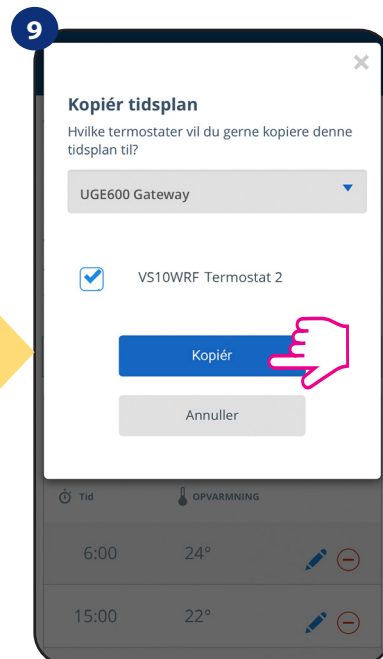 9
Kopiér tidsplan
Hvilke termostater vil du gerne kopiere denne
tidsplan til?
UGE600 Gateway
VS10WRF Termostat 2
Kopiér
Annuller
Tid OPVARMNING
6:00 24°
15:00 22°